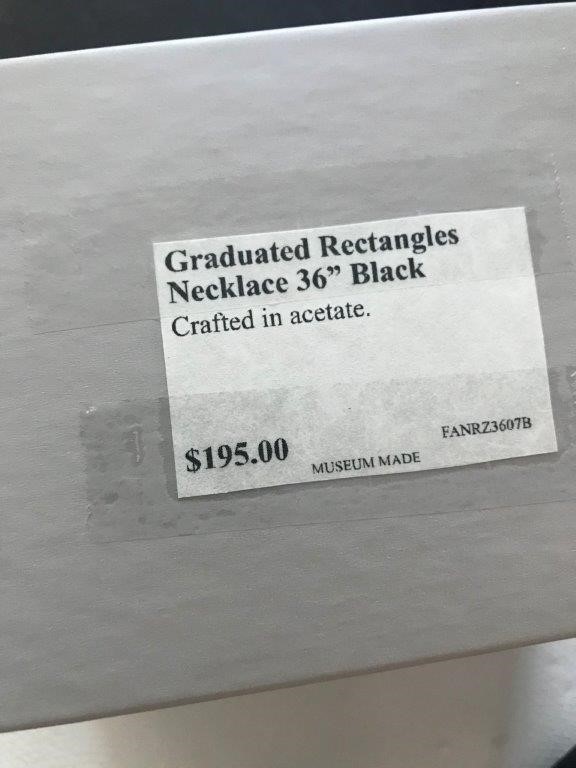 Graduated Rectangles
Necklace 36” Black
Crafted in acetate.
$195.00 MUSEUM MADE FANRZ3607B